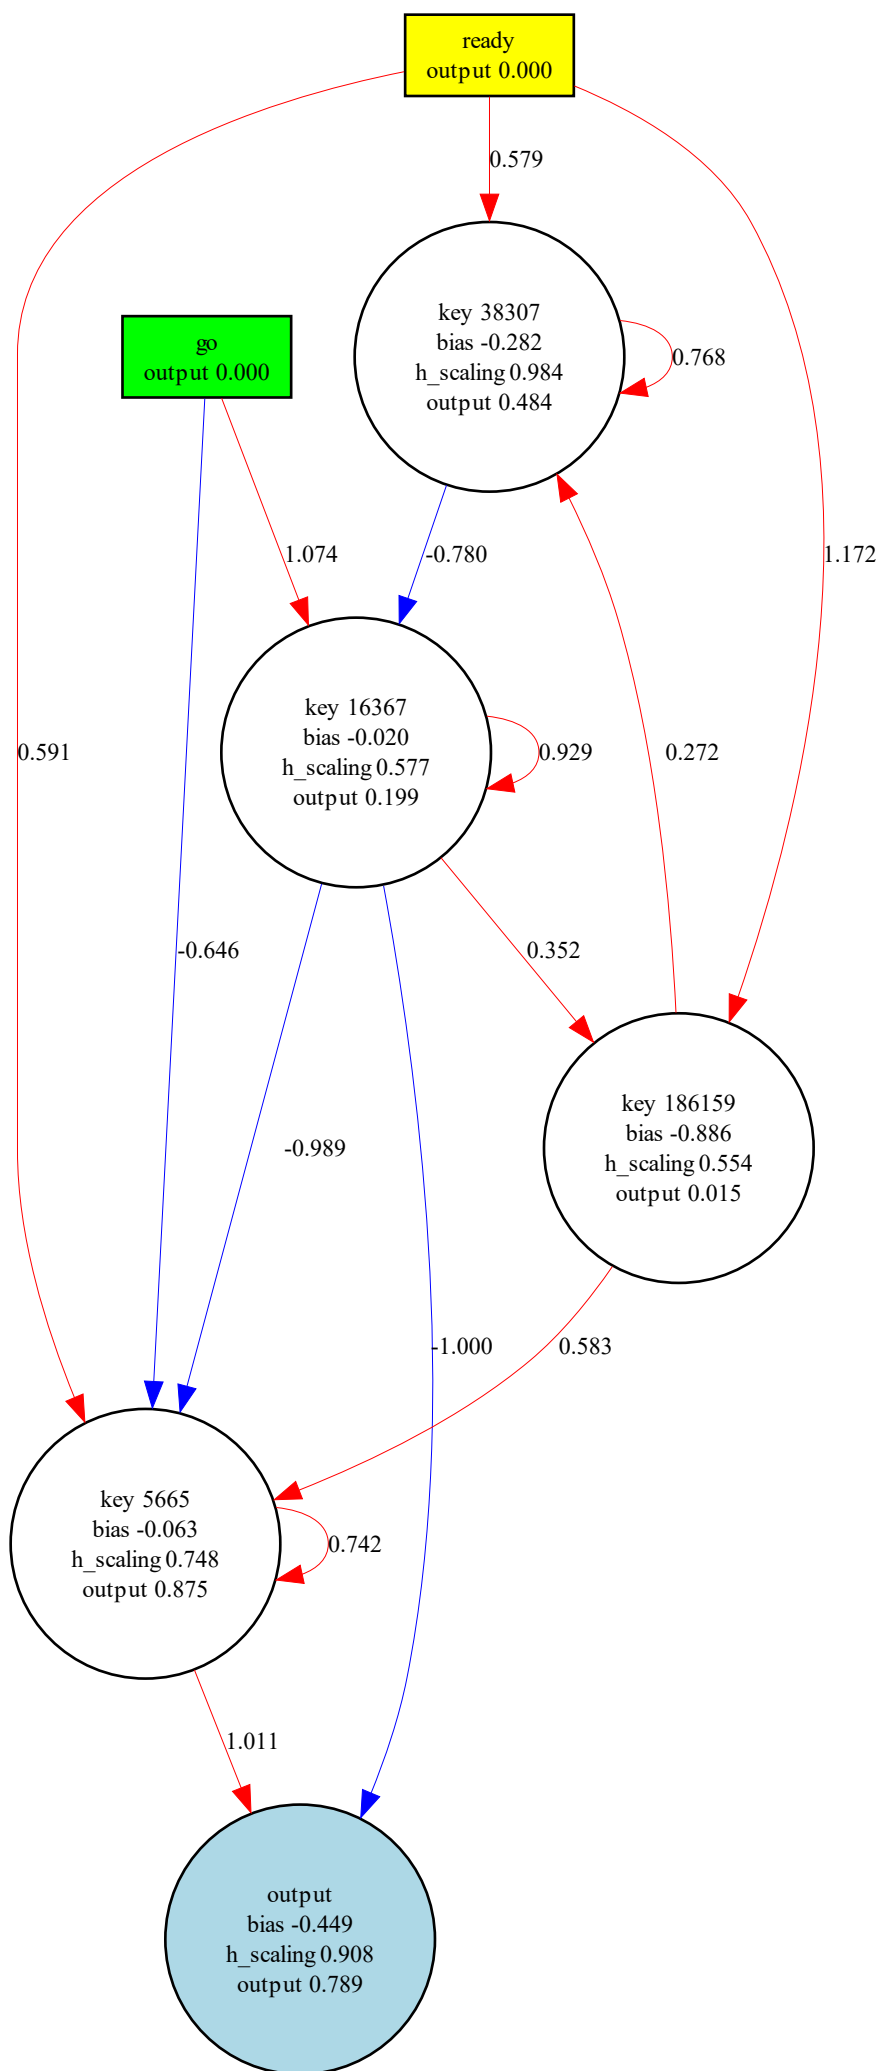 ready
output 0.000
0.579
key 38307
bias -0.282
h_scaling 0.984
output 0.484
0.768
go
output 0.000
1.074
-0.780
1.172
key 16367
bias -0.020
h_scaling 0.577
output 0.199
0.929
0.591
0.272
-0.646
0.352
-0.989
key 186159
bias -0.886
h_scaling 0.554
output 0.015
-1.000
0.583
key 5665
bias -0.063
h_scaling 0.748
output 0.875
0.742
1.011
output
bias -0.449
h_scaling 0.908
output 0.789